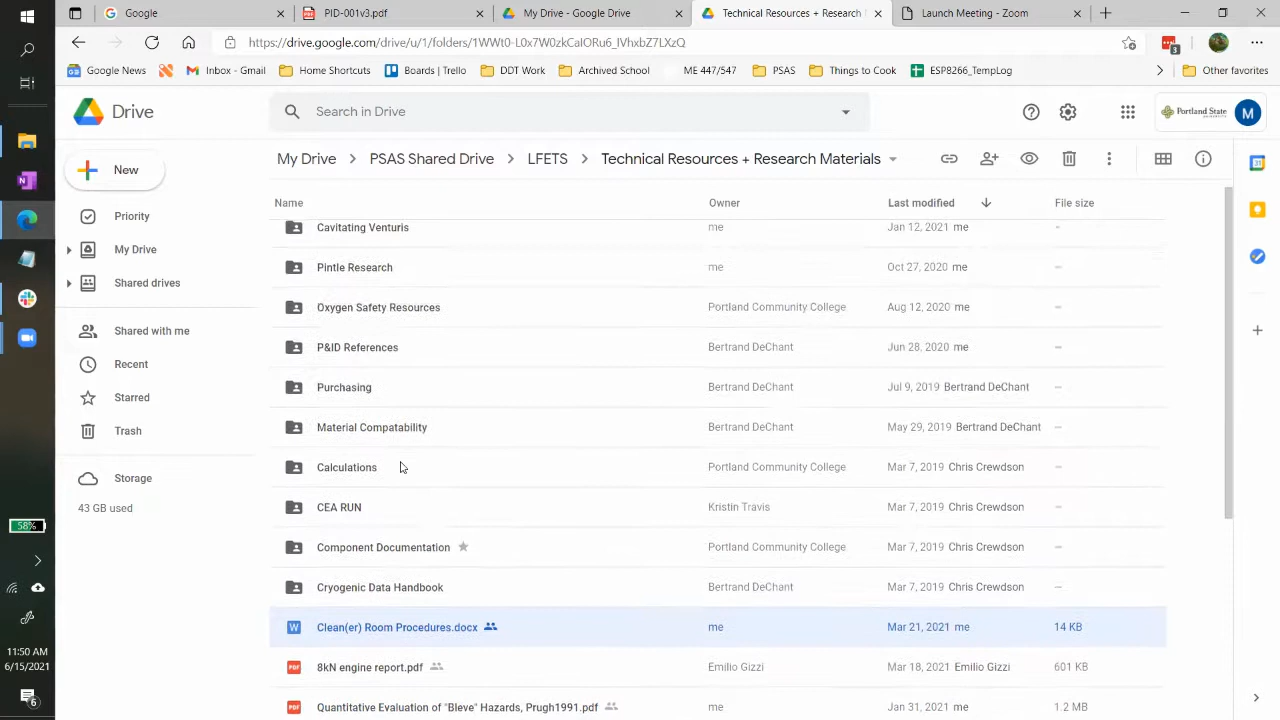 Google
PID-001v3.pdf
My Drive - Google Drive
Technical Resources + Research
Launch Meeting - Zoom
https://drive.google.com/drive/u/1/folders/1WWt0-L0x7W0zkCaIORu6_IVhxbZ7LXzQ
3
Google News
Inbox - Gmail
Home Shortcuts
Boards | Trello
DDT Work
Archived School
ME 447/547
PSAS
Things to Cook
ESP8266_TempLog
Other favorites
Drive
Search in Drive
Portland State
UNIVERSITY
M
New
My Drive > PSAS Shared Drive > LFETS > Technical Resources + Research Materials
Priority
My Drive
Shared drives
Shared with me
Recent
Starred
Trash
Storage
43 GB used
Name Owner Last modified File size
Cavitating Venturis me Jan 12, 2021 me –
Pintle Research me Oct 27, 2020 me –
Oxygen Safety Resources Portland Community College Aug 12, 2020 me –
P&ID References Bertrand DeChant Jun 28, 2020 me –
Purchasing Bertrand DeChant Jul 9, 2019 Bertrand DeChant –
Material Compatability Bertrand DeChant May 29, 2019 Bertrand DeChant –
Calculations Portland Community College Mar 7, 2019 Chris Crewdson –
CEA RUN Kristin Travis Mar 7, 2019 Chris Crewdson –
Component Documentation Portland Community College Mar 7, 2019 Chris Crewdson –
Cryogenic Data Handbook Bertrand DeChant Mar 7, 2019 Chris Crewdson –
W Clean(er) Room Procedures.docx me Mar 21, 2021 me 14 KB
PDF 8kN engine report.pdf Emilio Gizzi Mar 18, 2021 Emilio Gizzi 601 KB
PDF Quantitative Evaluation of "Bleve" Hazards, Prugh1991.pdf me Jan 31, 2021 me 1.2 MB
31
58%
11:50 AM
6/15/2021
6